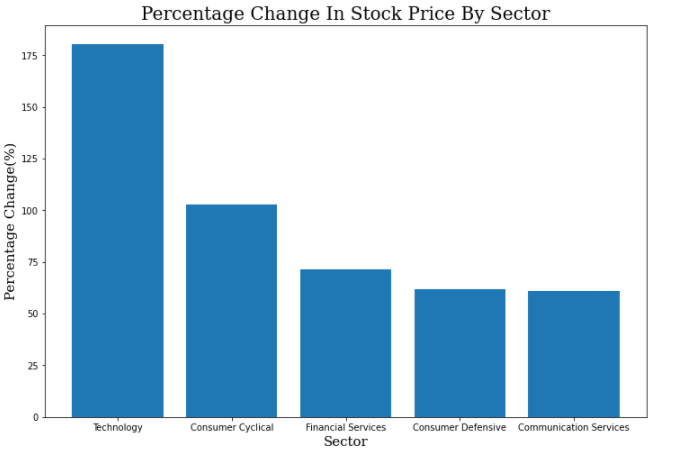 Percentage Change In Stock Price By Sector
Percentage Change(%)
175
150
125
100
75
50
25
0
Technology
Consumer Cyclical
Financial Services
Consumer Defensive
Communication Services
Sector